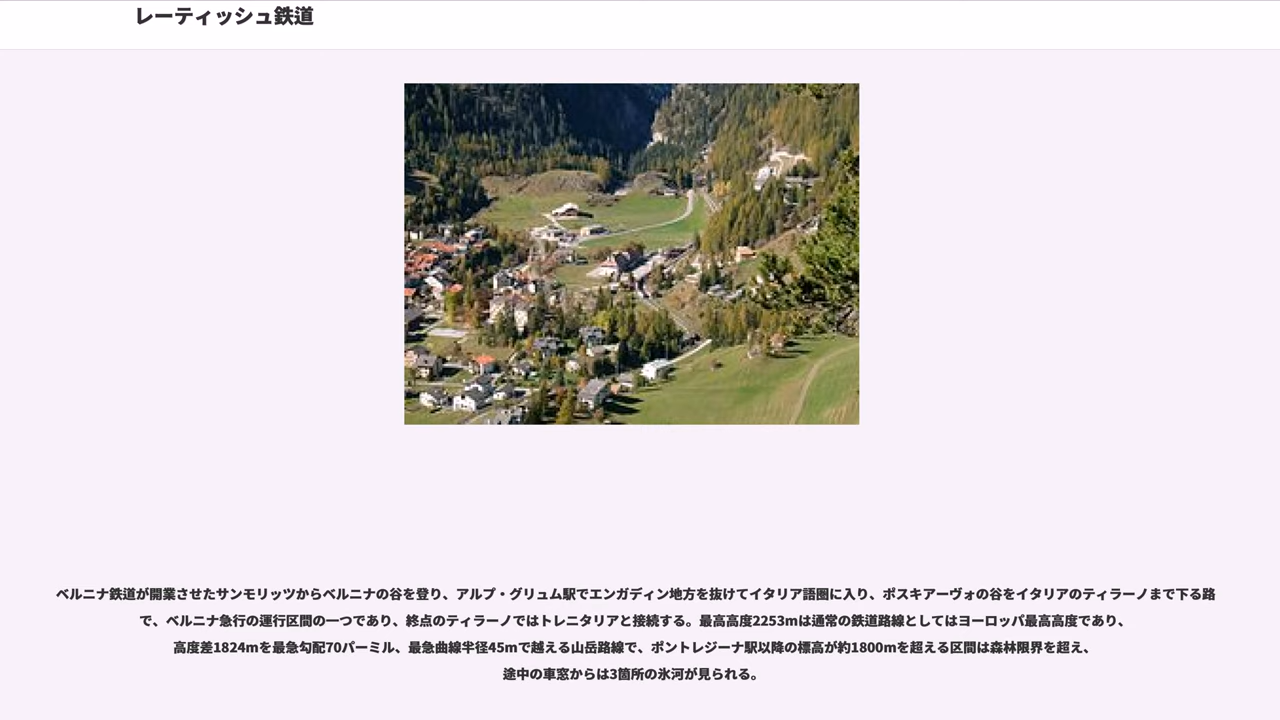 レーティッシュ鉄道
ベルニナ鉄道が開業させたサンモリッツからベルニナの谷を登り、アルプ・グリュム駅でエンガディン地方を抜けてイタリア語圏に入り、ポスキアーヴォの谷をイタリアのティラーノまで下る路
で、ベルニナ急行の運行区間の一つであり、終点のティラーノではトレニタリアと接続する。最高高度2253mは通常の鉄道路線としてはヨーロッパ最高高度であり、
高度差1824mを最急勾配70パーミル、最急曲線半径45mで越える山岳路線で、ポントレジーナ駅以降の標高が約1800mを超える区間は森林限界を超え、
途中の車窓からは3箇所の氷河が見られる。